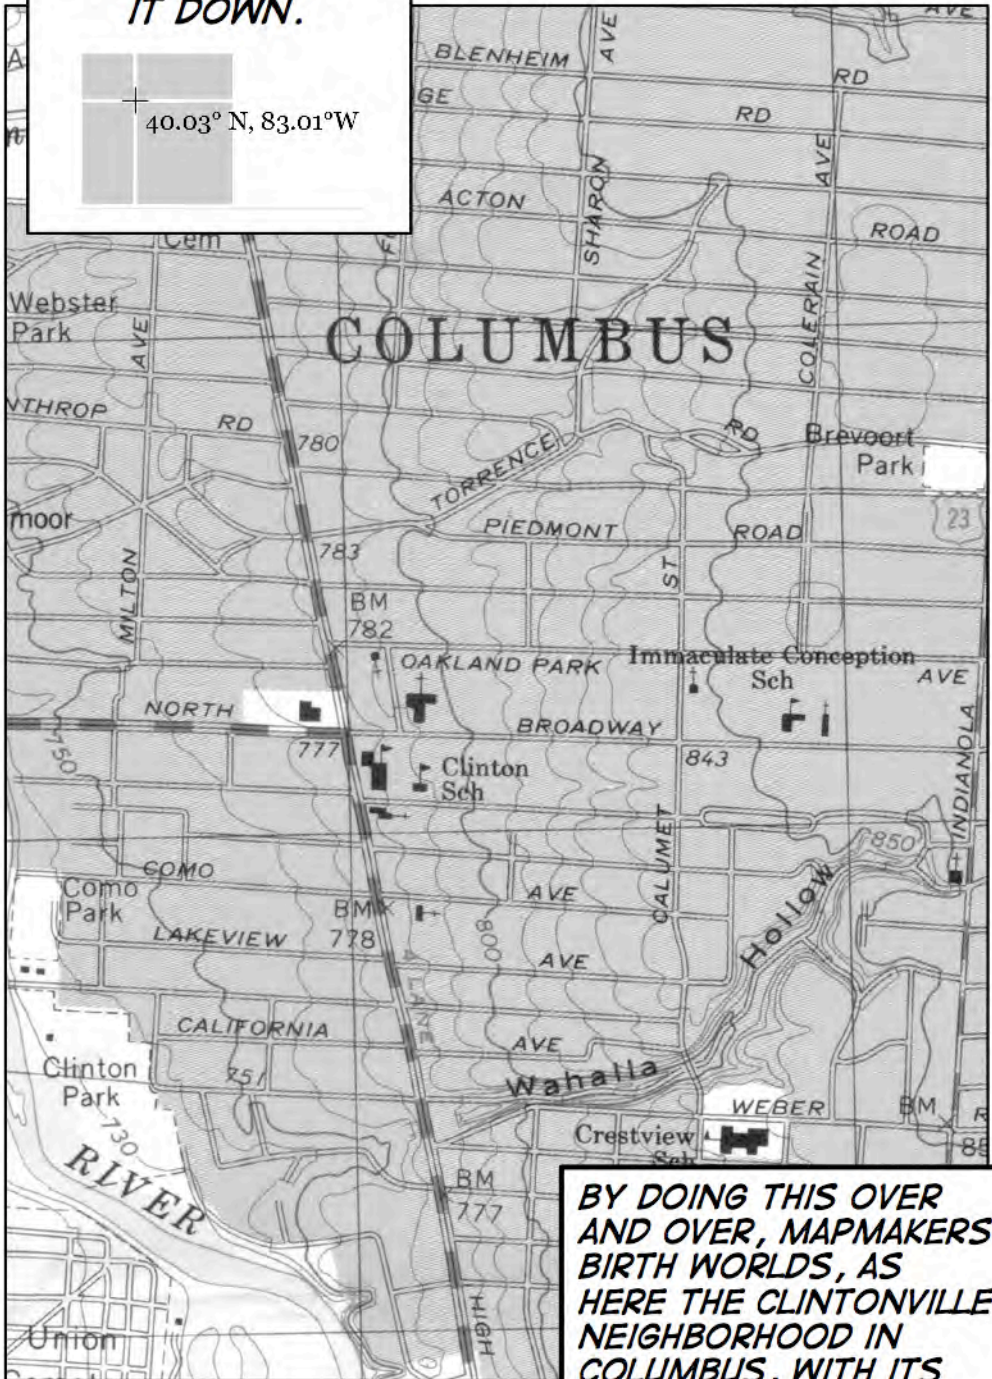 IT DOWN.
40.03° N, 83.01°W
AVE
AVE
BLENHEIM
RD
GE
RD
AVE
ACTON
SHARON
ROAD
Cem
COLERAIN
Webster
Park
AVE
COLUMBUS
NTHROP
RD
780
TORRENCE
RD
Brevoort
Park
moor
783
PIEDMONT
ROAD
23
MILTON
ST
BM
782
OAKLAND PARK
Immaculate Conception
Sch
AVE
NORTH
BROADWAY
750
777
843
Clinton
Sch
INDIANOLA
CALUMET
850
COMO
AVE
Como
Park
BM
778
800
Hollow
LAKEVIEW
AVE
CALIFORNIA
AVE
Clinton
Park
751
Wahalla
WEBER
BM
R
730
Crestview
Sch
RIVER
BM
777
HIGH
Union
BY DOING THIS OVER
AND OVER, MAPMAKERS
BIRTH WORLDS, AS
HERE THE CLINTONVILLE
NEIGHBORHOOD IN
COLUMBUS, WITH ITS